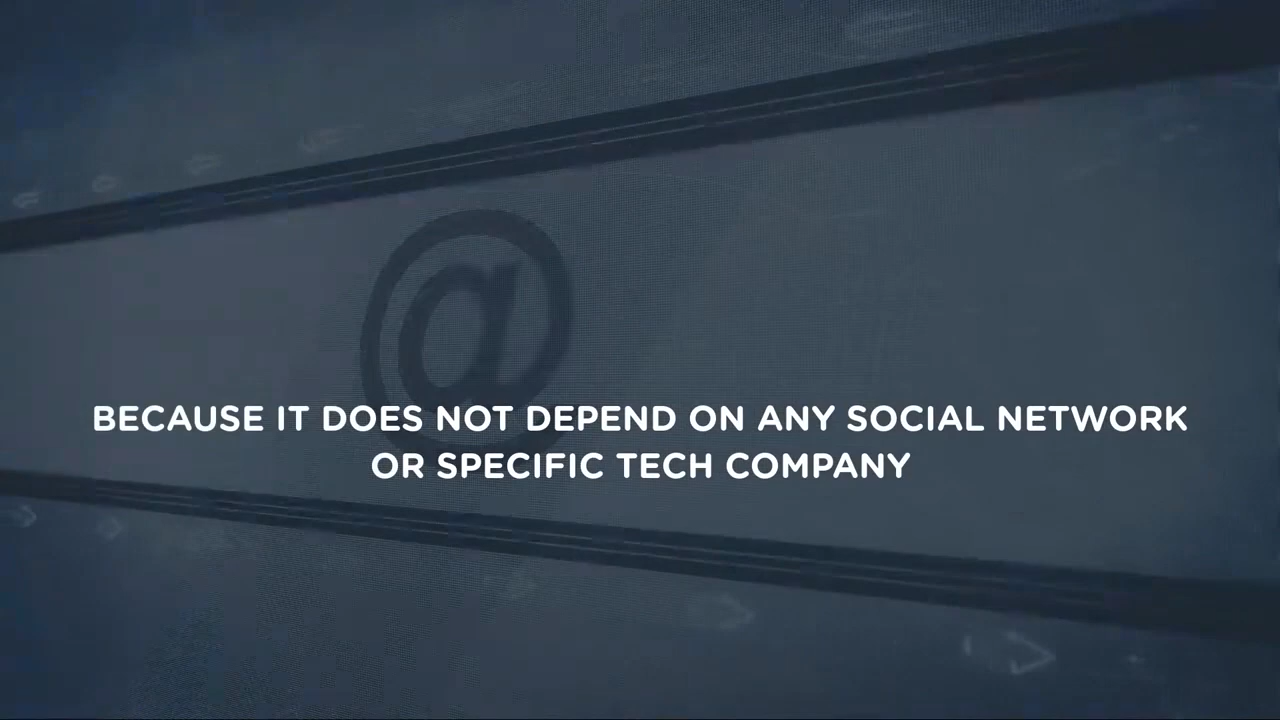 @
BECAUSE IT DOES NOT DEPEND ON ANY SOCIAL NETWORK
OR SPECIFIC TECH COMPANY